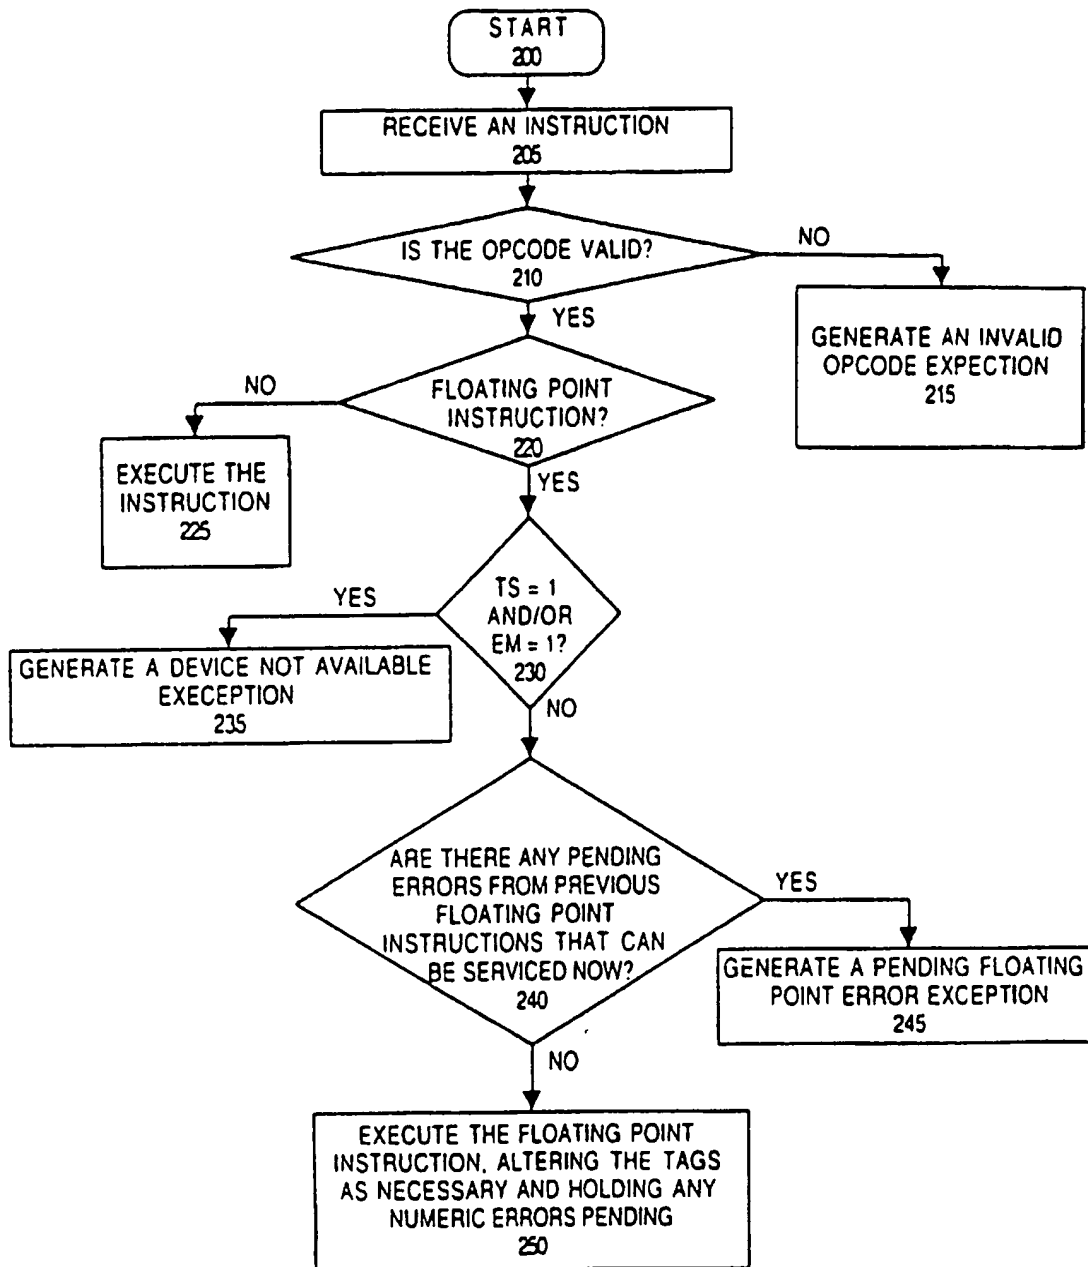 START
200
RECEIVE AN INSTRUCTION
205
IS THE OPCODE VALID?
210
NO
YES
GENERATE AN INVALID
OPCODE EXPECTION
215
FLOATING POINT
INSTRUCTION?
220
NO
YES
EXECUTE THE
INSTRUCTION
225
TS = 1
AND/OR
EM = 1?
230
YES
NO
GENERATE A DEVICE NOT AVAILABLE
EXECEPTION
235
ARE THERE ANY PENDING
ERRORS FROM PREVIOUS
FLOATING POINT
INSTRUCTIONS THAT CAN
BE SERVICED NOW?
240
YES
NO
GENERATE A PENDING FLOATING
POINT ERROR EXCEPTION
245
EXECUTE THE FLOATING POINT
INSTRUCTION, ALTERING THE TAGS
AS NECESSARY AND HOLDING ANY
NUMERIC ERRORS PENDING
250